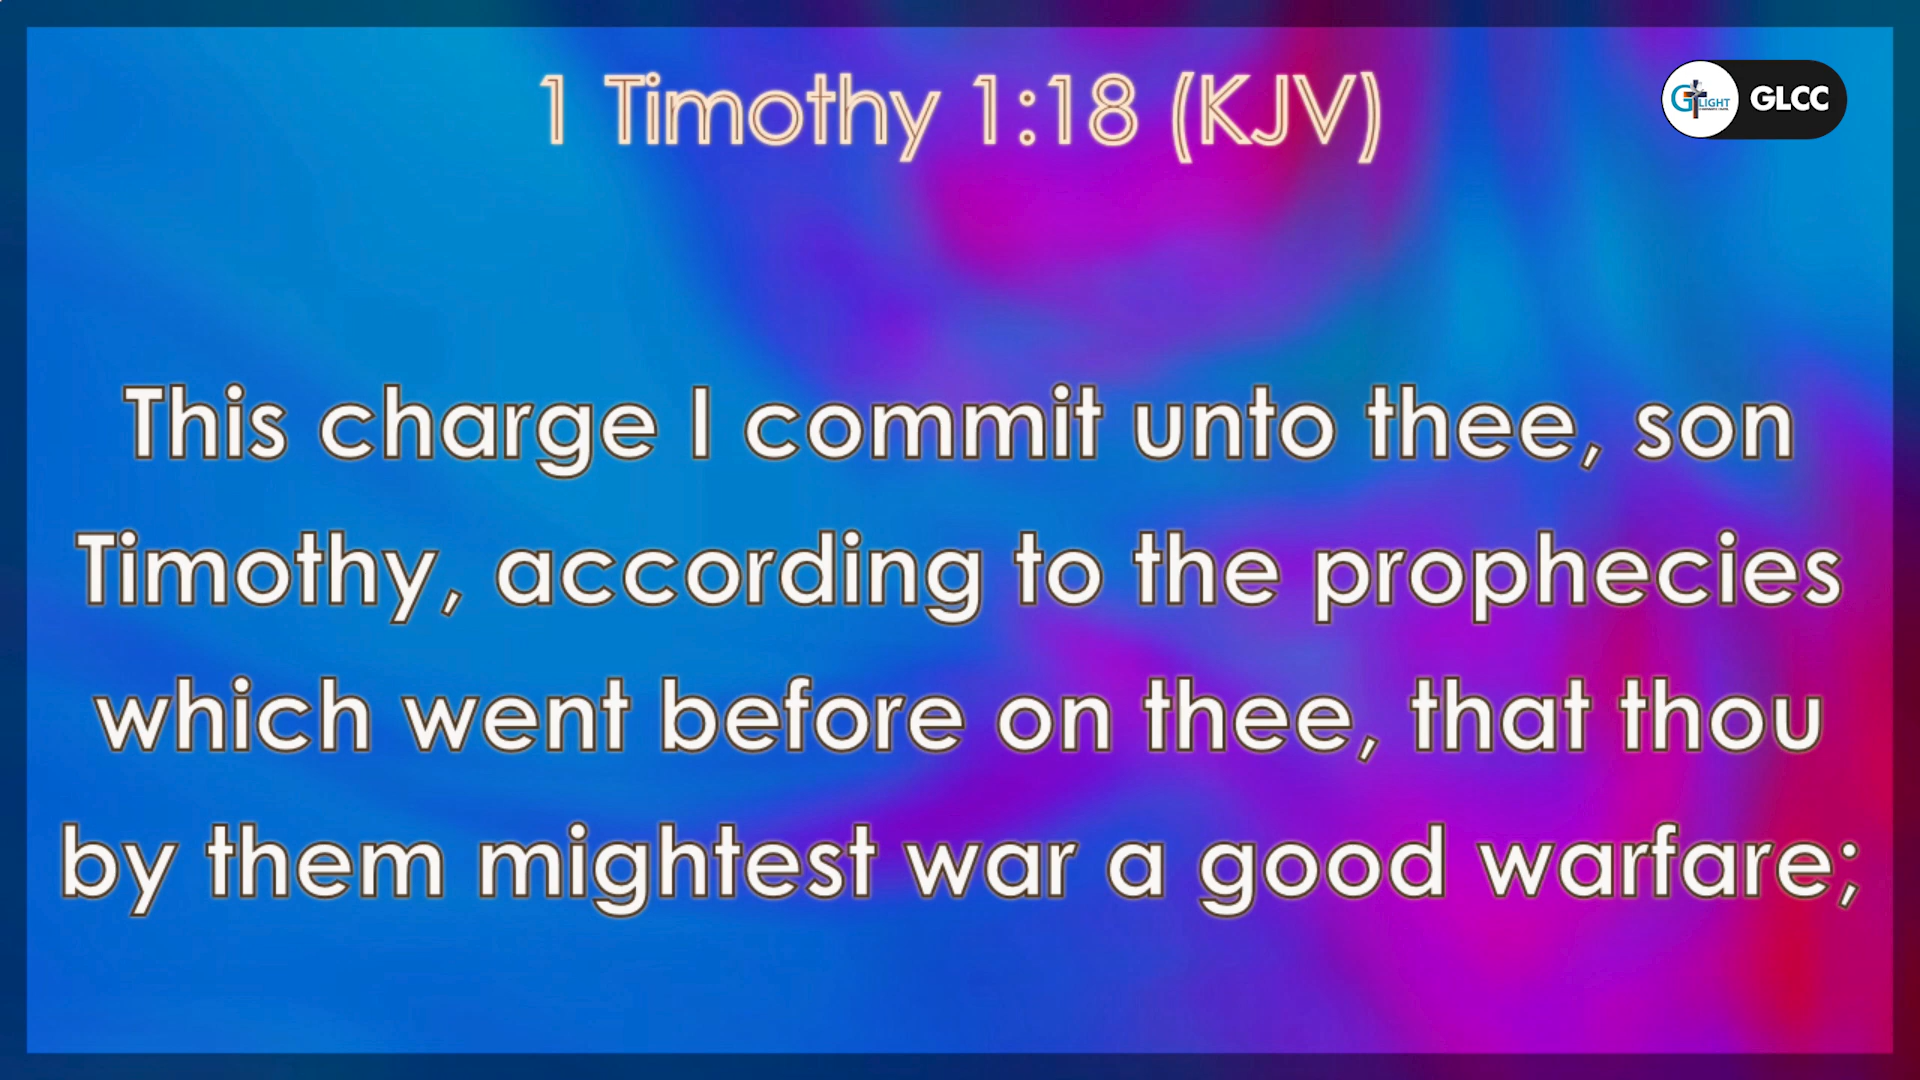 1 Timothy 1:18 (KJV)
GLIGHT GLCC
This charge I commit unto thee, son
Timothy, according to the prophecies
which went before on thee, that thou
by them mightest war a good warfare;